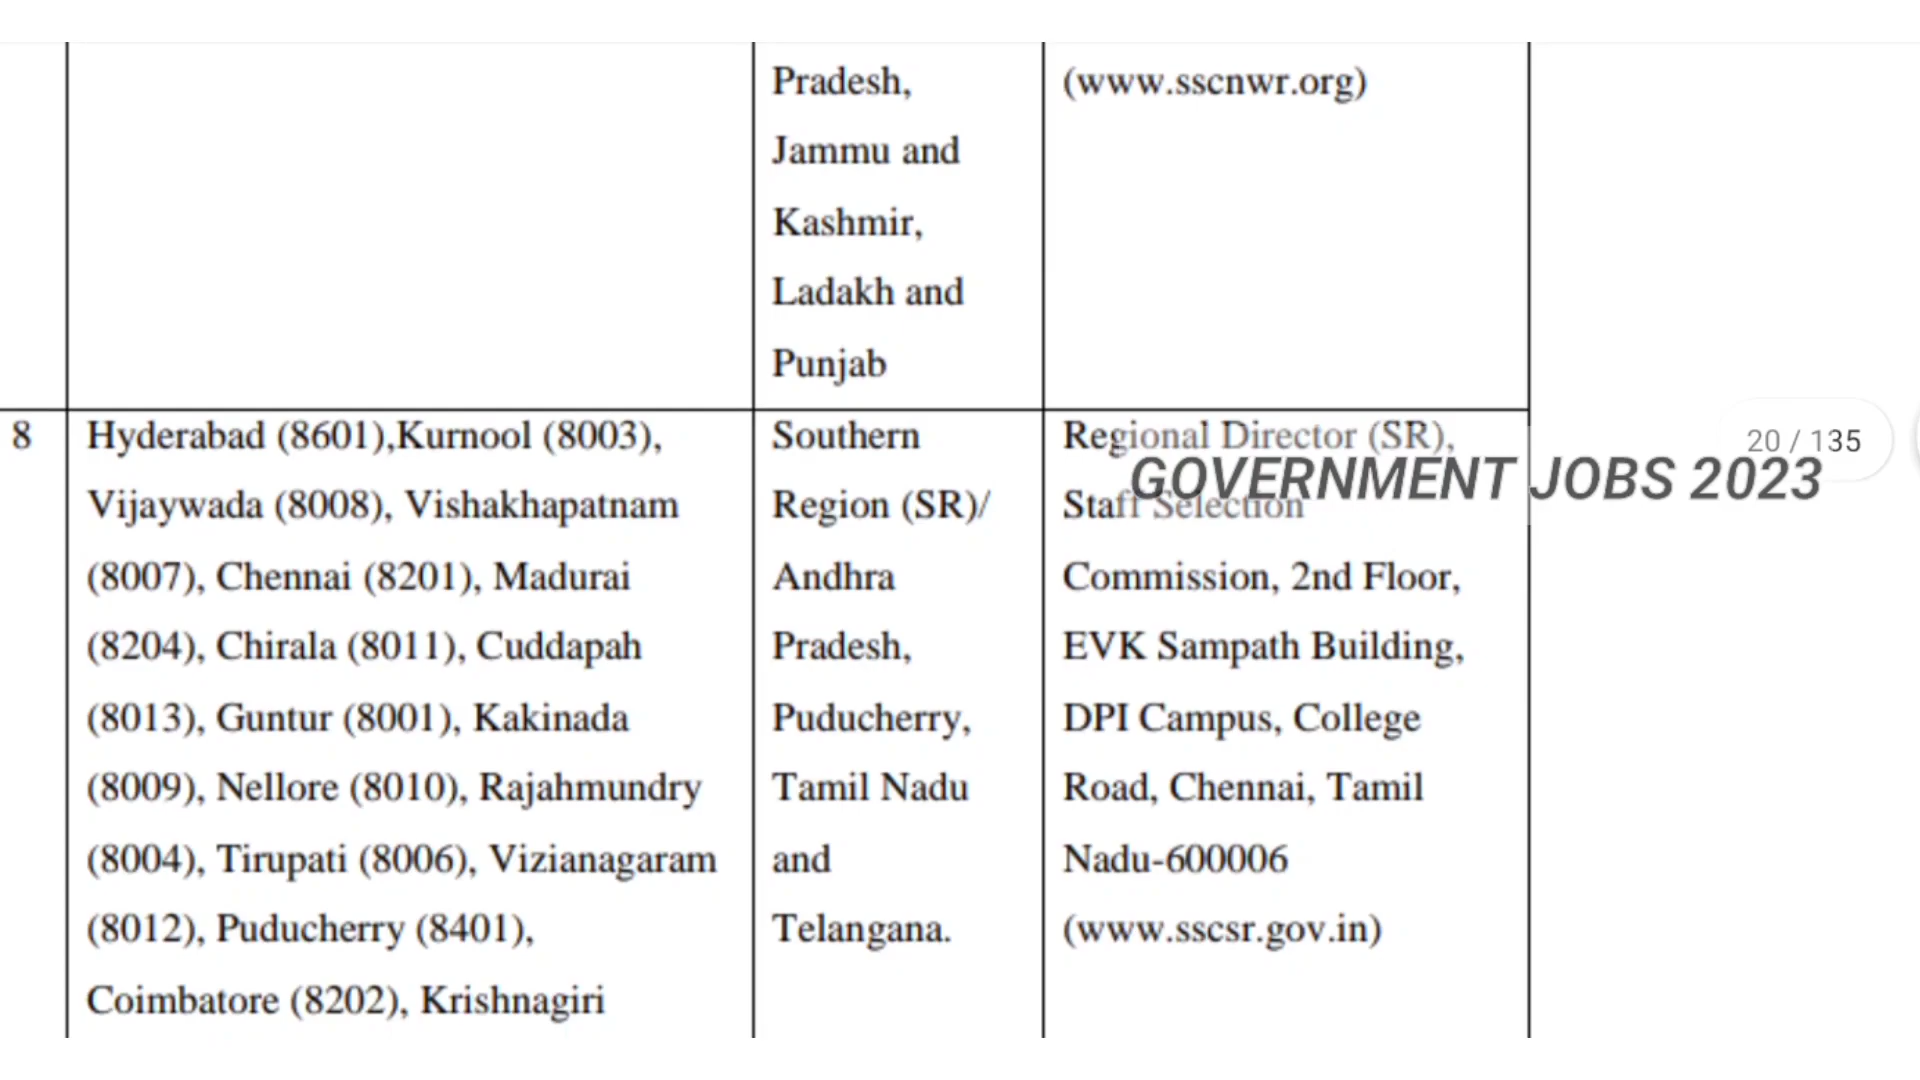 Pradesh,
Jammu and
Kashmir,
Ladakh and
Punjab
(www.sscnwr.org)
8
Hyderabad (8601),Kurnool (8003),
Vijaywada (8008), Vishakhapatnam
(8007), Chennai (8201), Madurai
(8204), Chirala (8011), Cuddapah
(8013), Guntur (8001), Kakinada
(8009), Nellore (8010), Rajahmundry
(8004), Tirupati (8006), Vizianagaram
(8012), Puducherry (8401),
Coimbatore (8202), Krishnagiri
Southern
Region (SR)/
Andhra
Pradesh,
Puducherry,
Tamil Nadu
and
Telangana.
Regional Director (SR),
Staff Selection
Commission, 2nd Floor,
EVK Sampath Building,
DPI Campus, College
Road, Chennai, Tamil
Nadu-600006
(www.sscsr.gov.in)
20 / 135
GOVERNMENT JOBS 2023